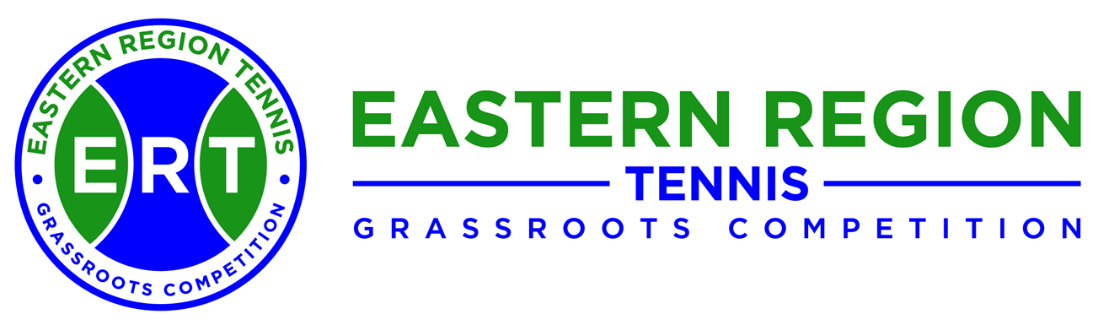 EASTERN REGION TENNIS
ERT
• GRASSROOTS COMPETITION •
EASTERN REGION
TENNIS
GRASSROOTS COMPETITION